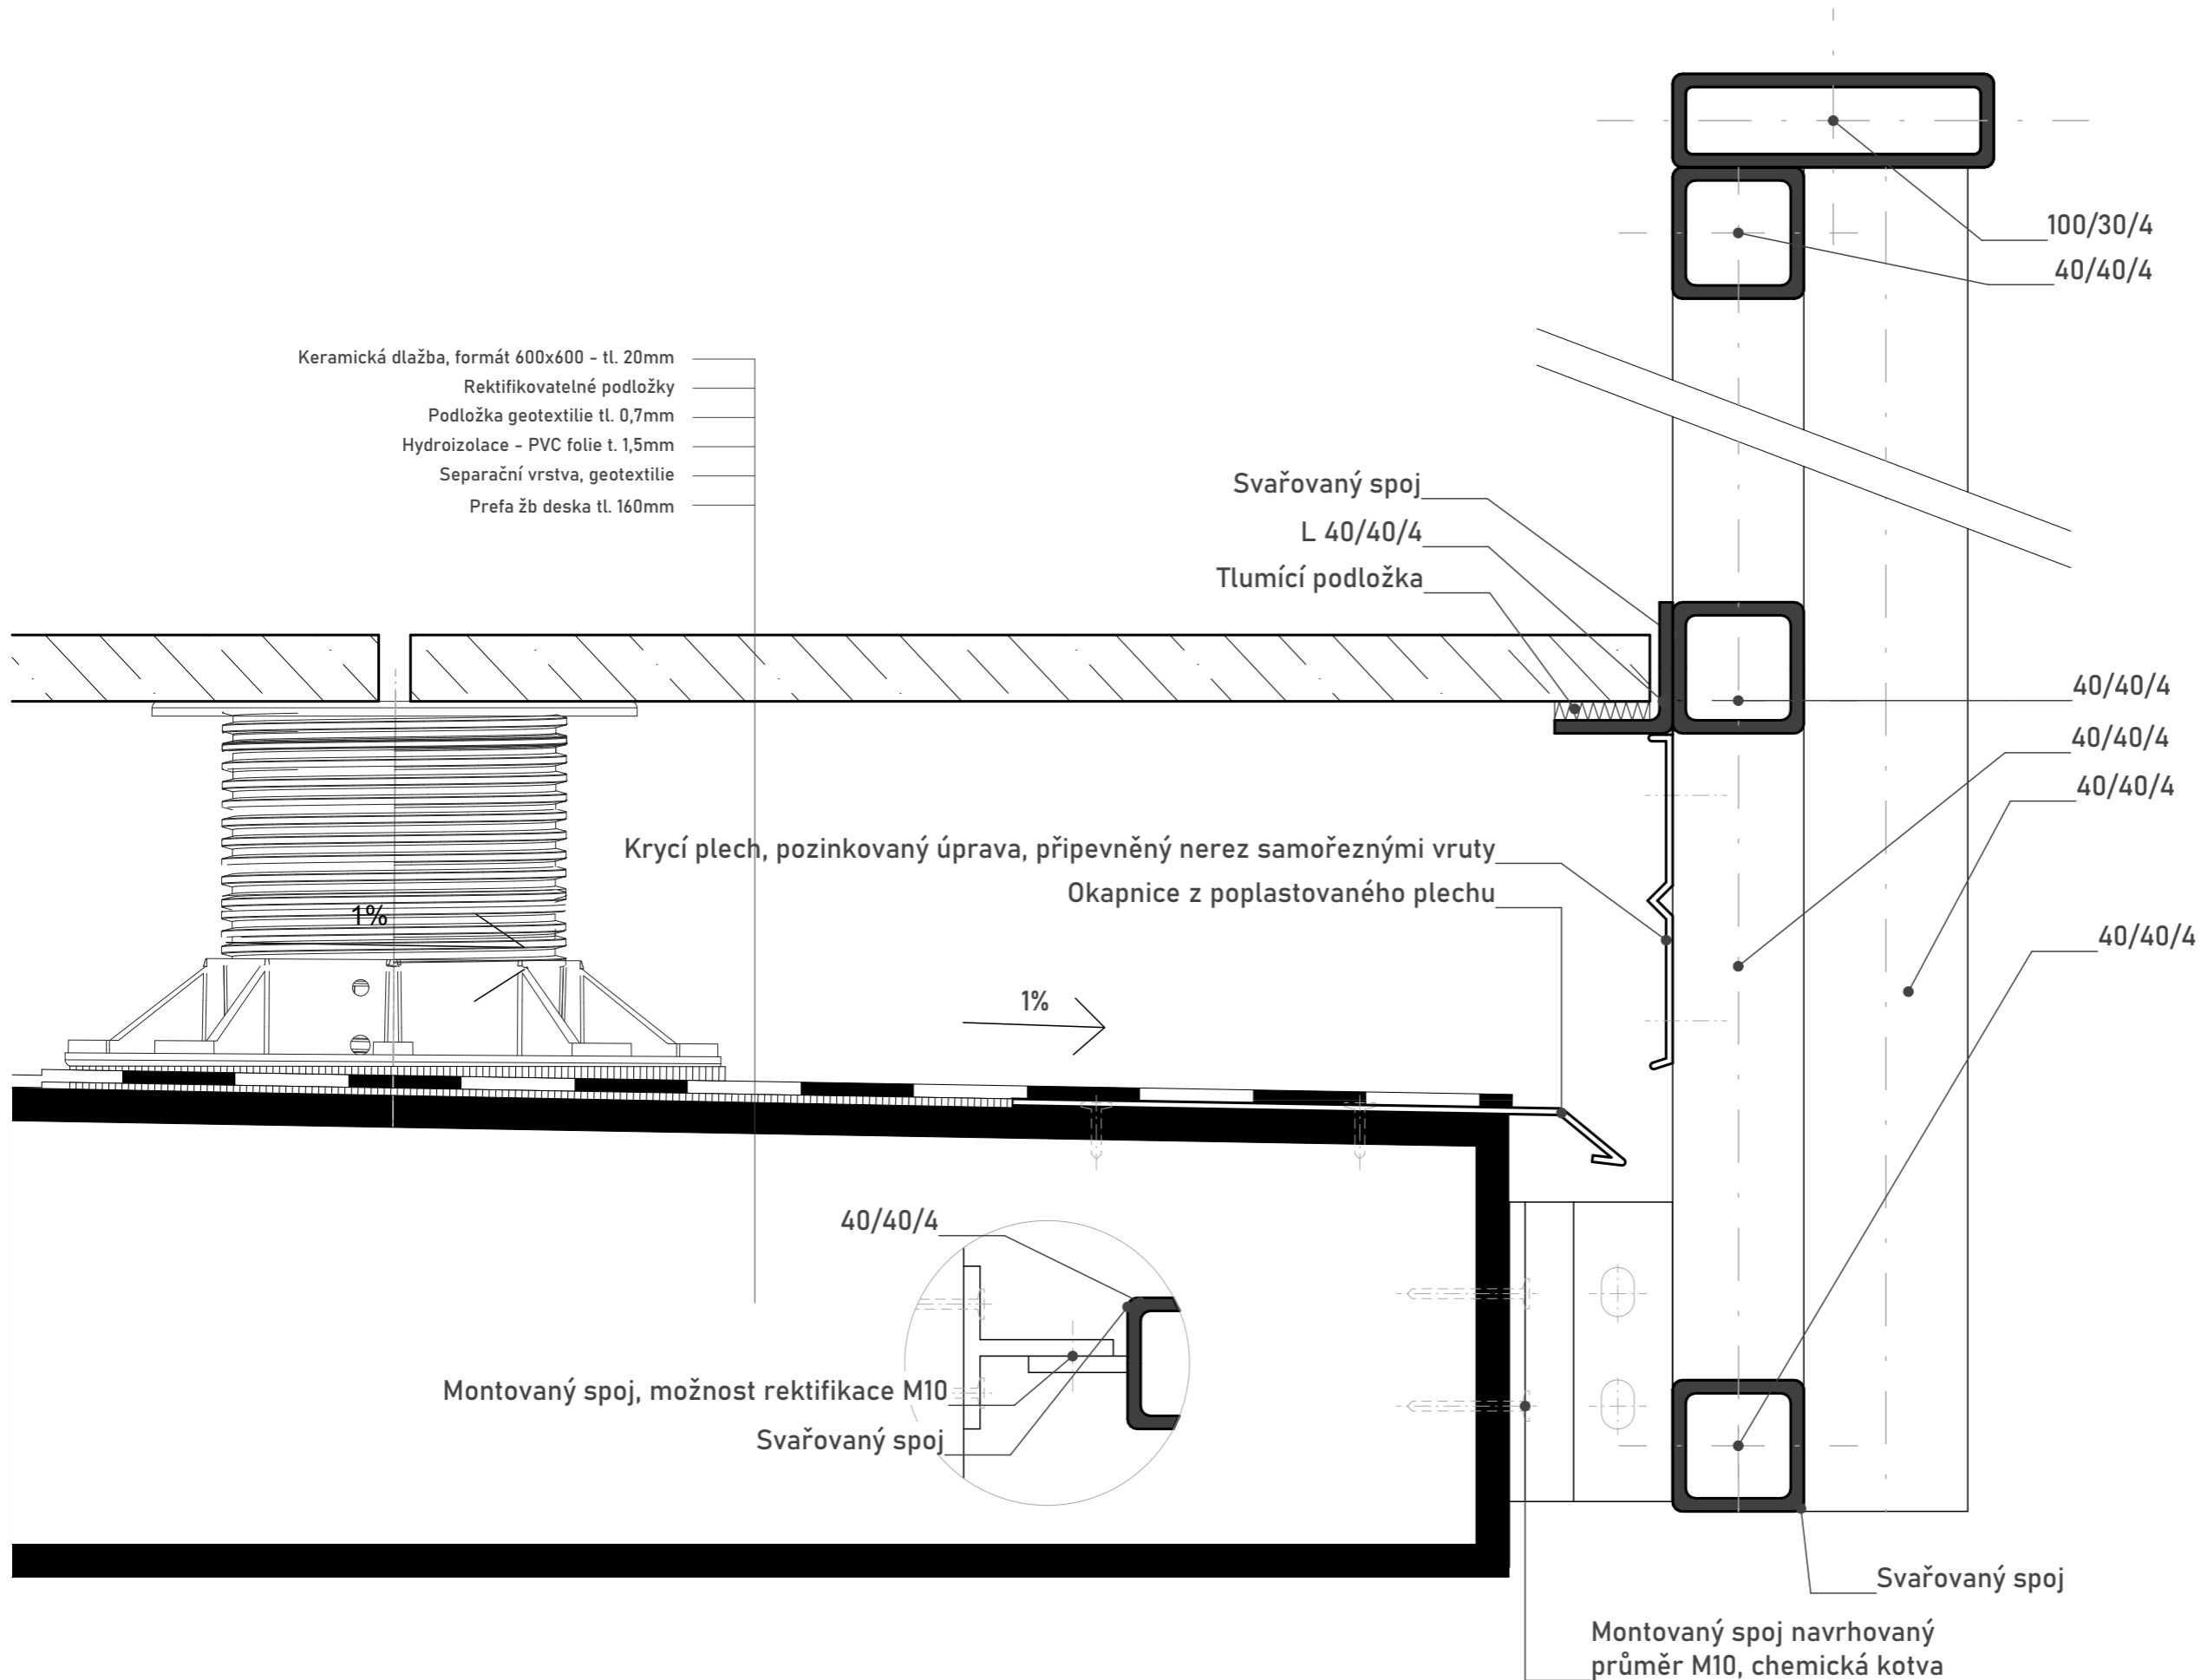 100/30/4
40/40/4
Keramická dlažba, formát 600x600 - tl. 20mm
Rektifikovatelné podložky
Podložka geotextilie tl. 0,7mm
Hydroizolace - PVC folie t. 1,5mm
Separační vrstva, geotextilie
Prefa žb deska tl. 160mm
Svařovaný spoj
L 40/40/4
Tlumící podložka
40/40/4
40/40/4
40/40/4
Krycí plech, pozinkovaný úprava, připevněný nerez samořeznými vruty
Okapnice z poplastovaného plechu
1%
40/40/4
1%
40/40/4
Montovaný spoj, možnost rektifikace M10
Svařovaný spoj
Svařovaný spoj
Montovaný spoj navrhovaný
průměr M10, chemická kotva